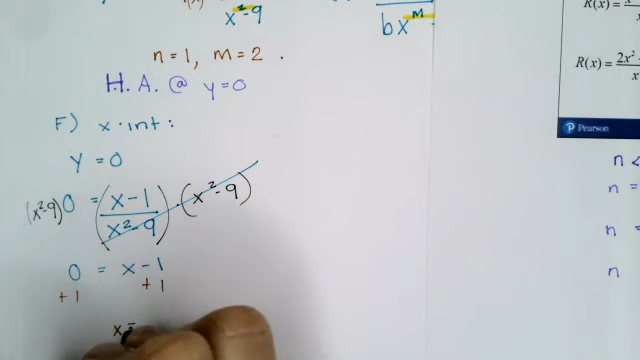 x²-9
bx^m
n=1, m=2.
H.A. @ y=0
F) x-int:
y=0
(x²-9) 0 = (x-1 / x²-9) · (x²-9)
0 = x-1
+1 +1
x=
R(x)=
R(x)= 2x²
x
Pearson
n <
n =
n =
n